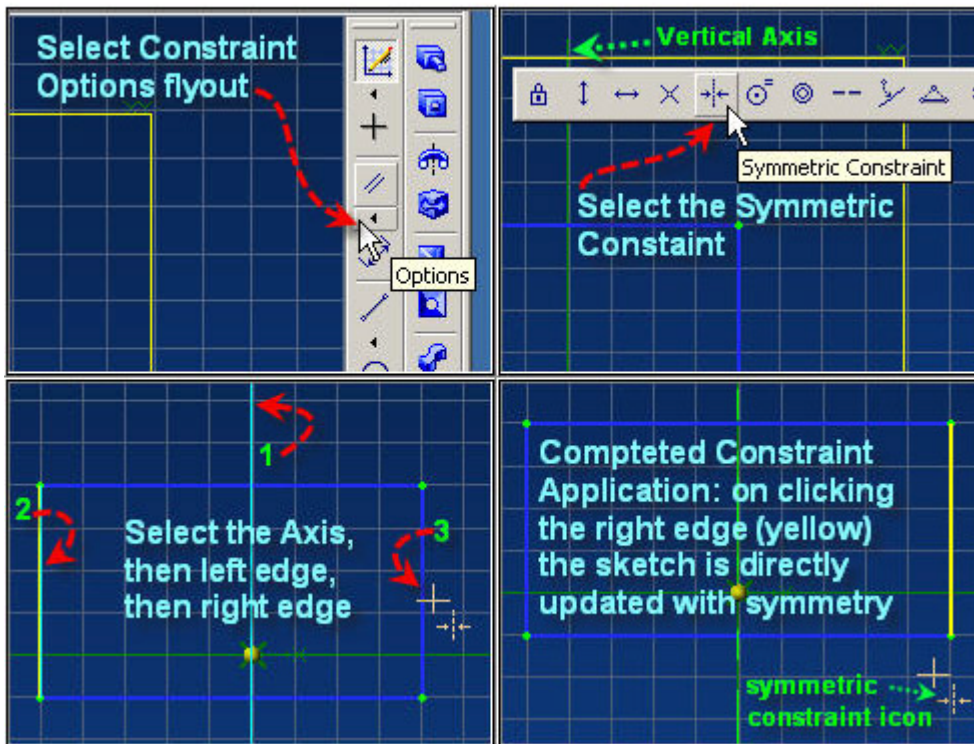 Select Constraint
Options flyout
Options
Vertical Axis
Symmetric Constraint
Select the Symmetric
Constaint
1
2
3
Select the Axis,
then left edge,
then right edge
Compteted Constraint
Application: on clicking
the right edge (yellow)
the sketch is directly
updated with symmetry
symmetric
constraint icon